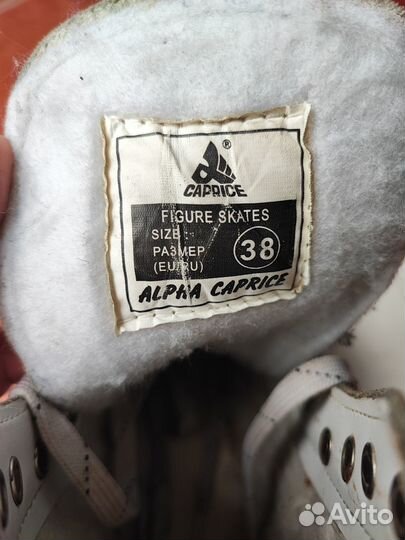 ®
CAPRICE
FIGURE SKATES
SIZE :
РАЗМЕР
(EU/RU)
38
ALPHA CAPRICE
Avito